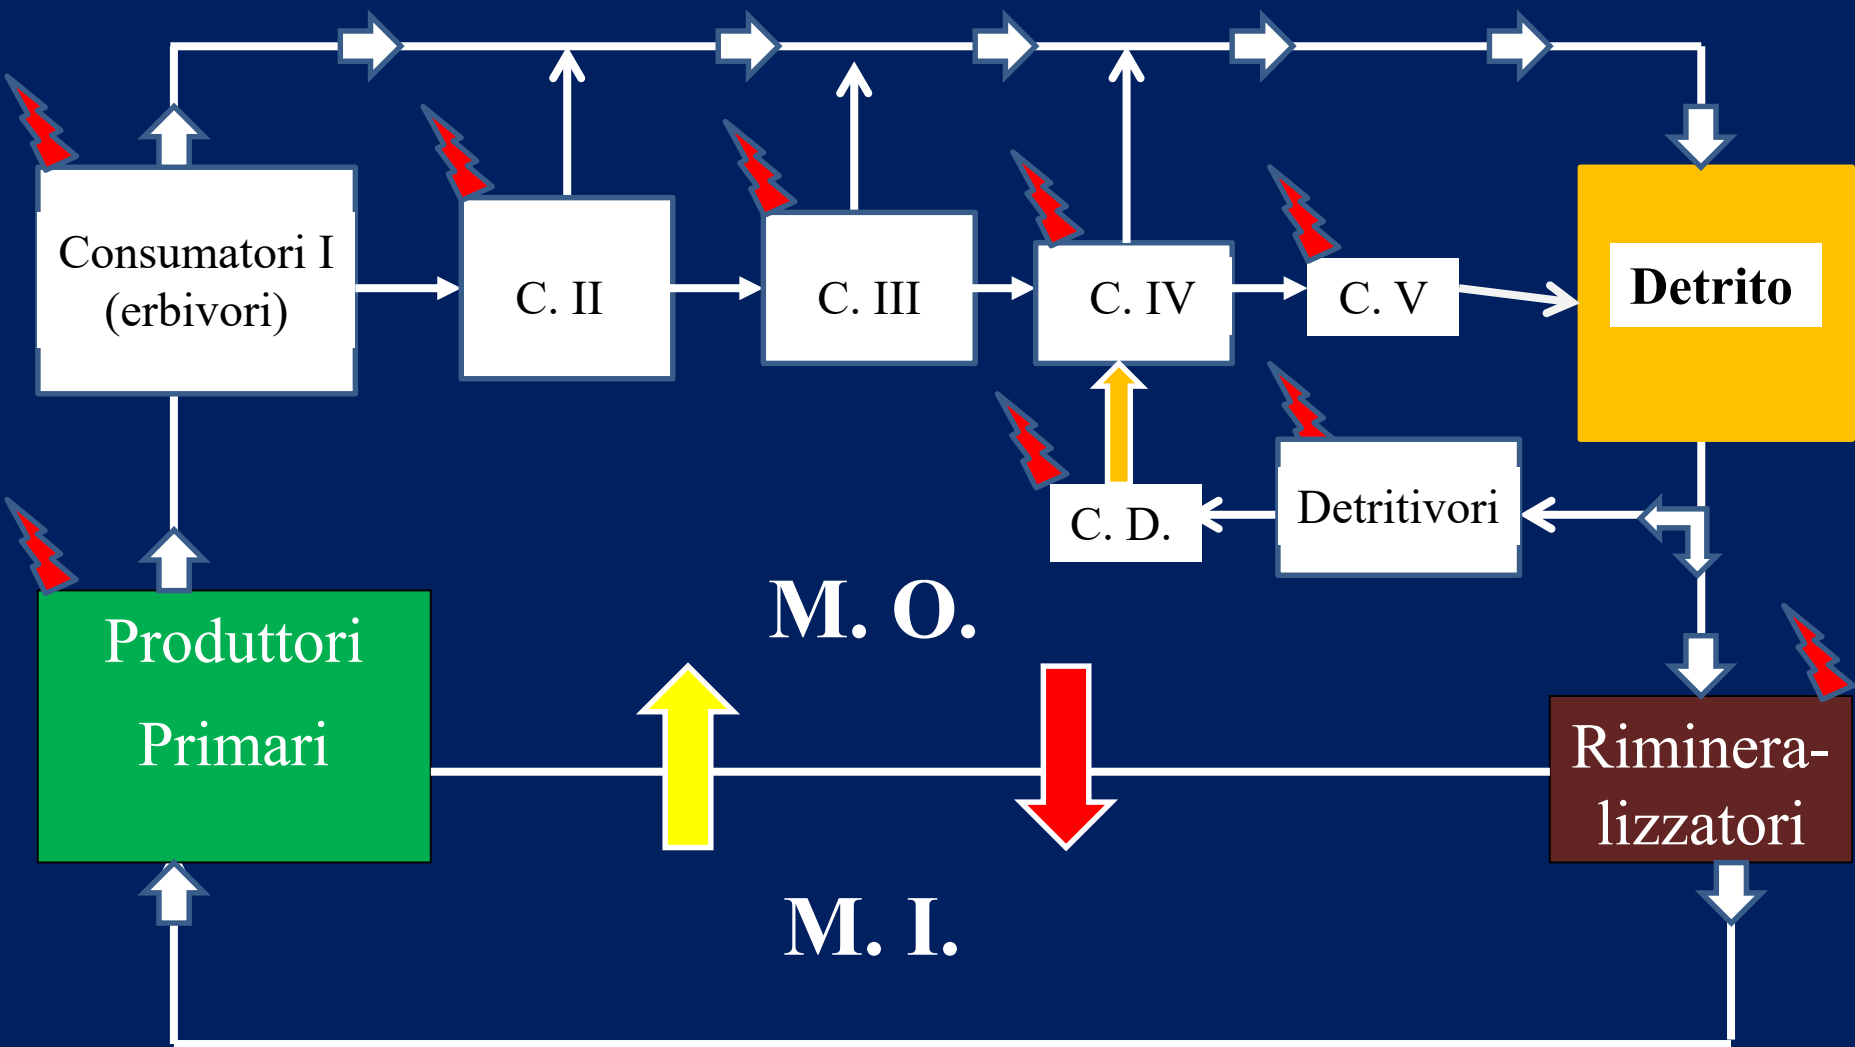 Consumatori I
(erbivori)
C. II
C. III
C. IV
C. V
Detrito
C. D.
Detritivori
M. O.
Produttori
Primari
Riminera-
lizzatori
M. I.